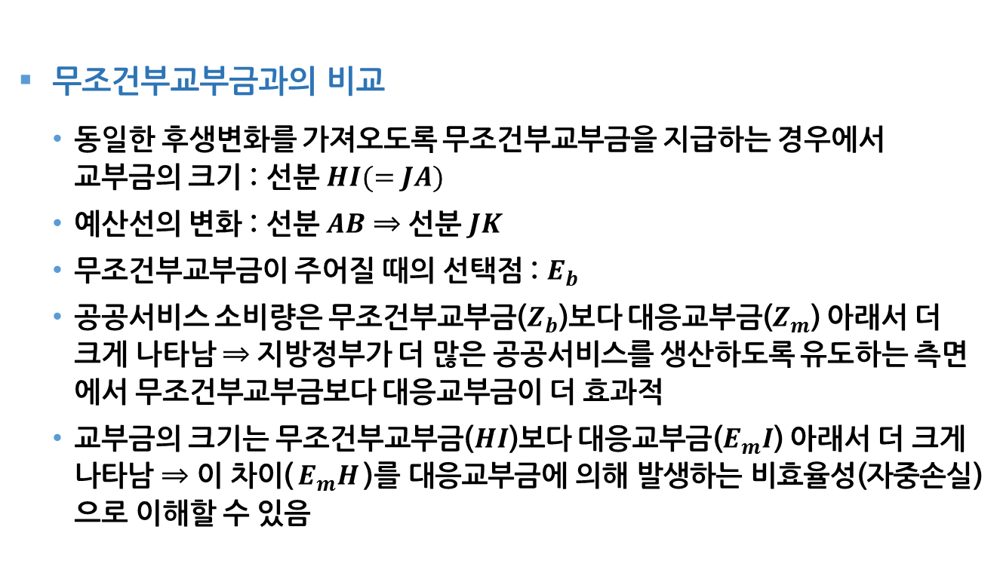 ▪ 무조건부교부금과의 비교
• 동일한 후생변화를 가져오도록 무조건부교부금을 지급하는 경우에서
교부금의 크기 : 선분 HI(= JA)
• 예산선의 변화 : 선분 AB ⇒ 선분 JK
• 무조건부교부금이 주어질 때의 선택점 : E_b
• 공공서비스 소비량은 무조건부교부금(Z_b)보다 대응교부금(Z_m) 아래서 더
크게 나타남 ⇒ 지방정부가 더 많은 공공서비스를 생산하도록 유도하는 측면
에서 무조건부교부금보다 대응교부금이 더 효과적
• 교부금의 크기는 무조건부교부금(HI)보다 대응교부금(E_mI) 아래서 더 크게
나타남 ⇒ 이 차이(E_mH)를 대응교부금에 의해 발생하는 비효율성(자중손실)
으로 이해할 수 있음